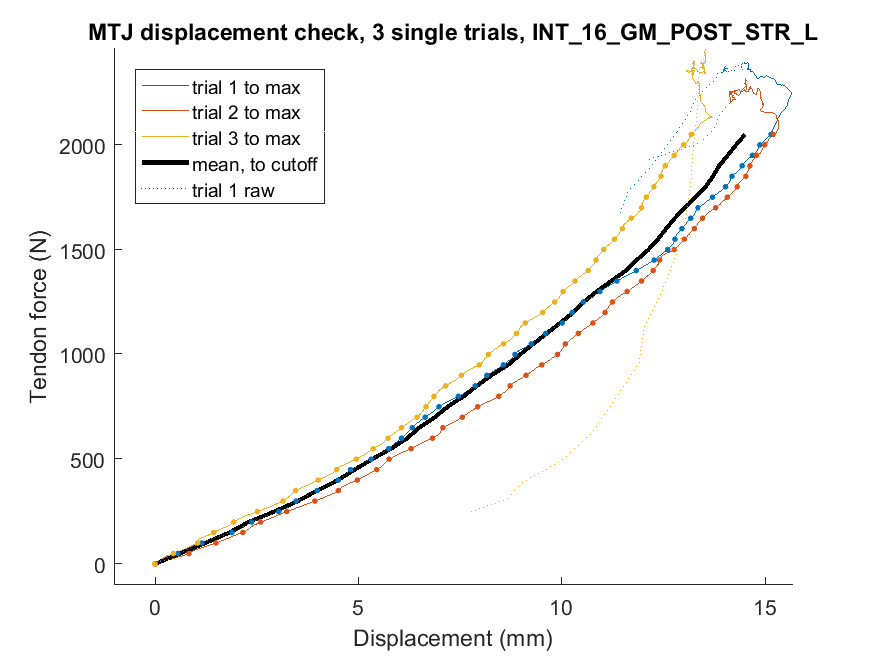 MTJ displacement check, 3 single trials, INT_16_GM_POST_STR_L
trial 1 to max
trial 2 to max
trial 3 to max
mean, to cutoff
trial 1 raw
2000
1500
1000
500
0
Tendon force (N)
0 5 10 15
Displacement (mm)